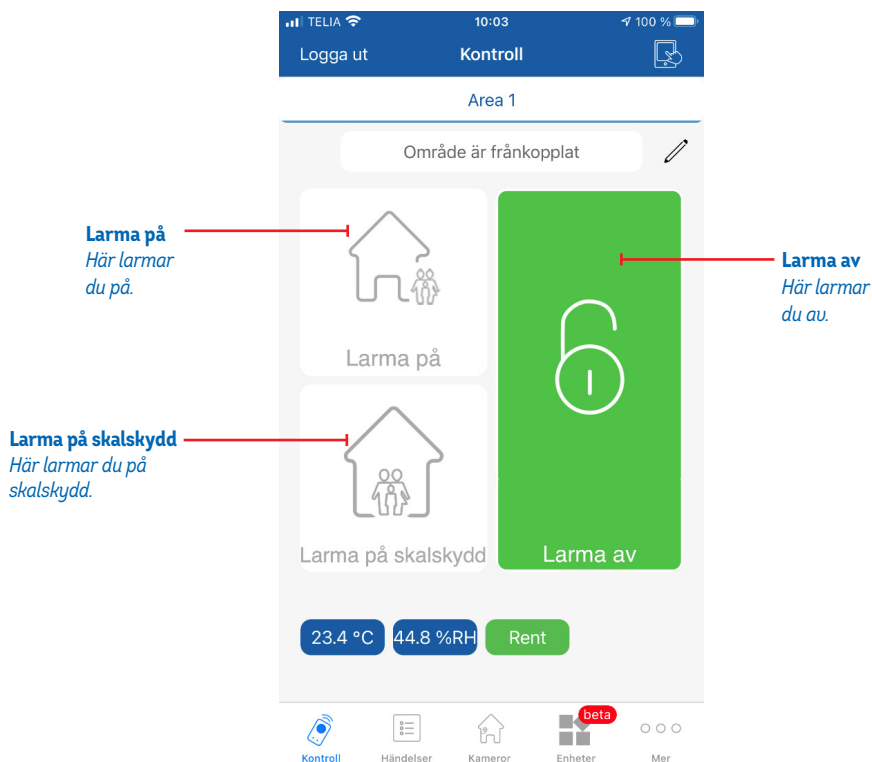 TELIA 10:03 100 %
Logga ut Kontroll
Area 1
Område är frånkopplat
Larma på
Här larmar
du på.
Larma på
Larma av
Här larmar
du av.
Larma på skalskydd
Här larmar du på
skalskydd.
Larma på skalskydd
Larma av
23.4 °C 44.8 %RH Rent
beta
Kontroll Händelser Kameror Enheter Mer